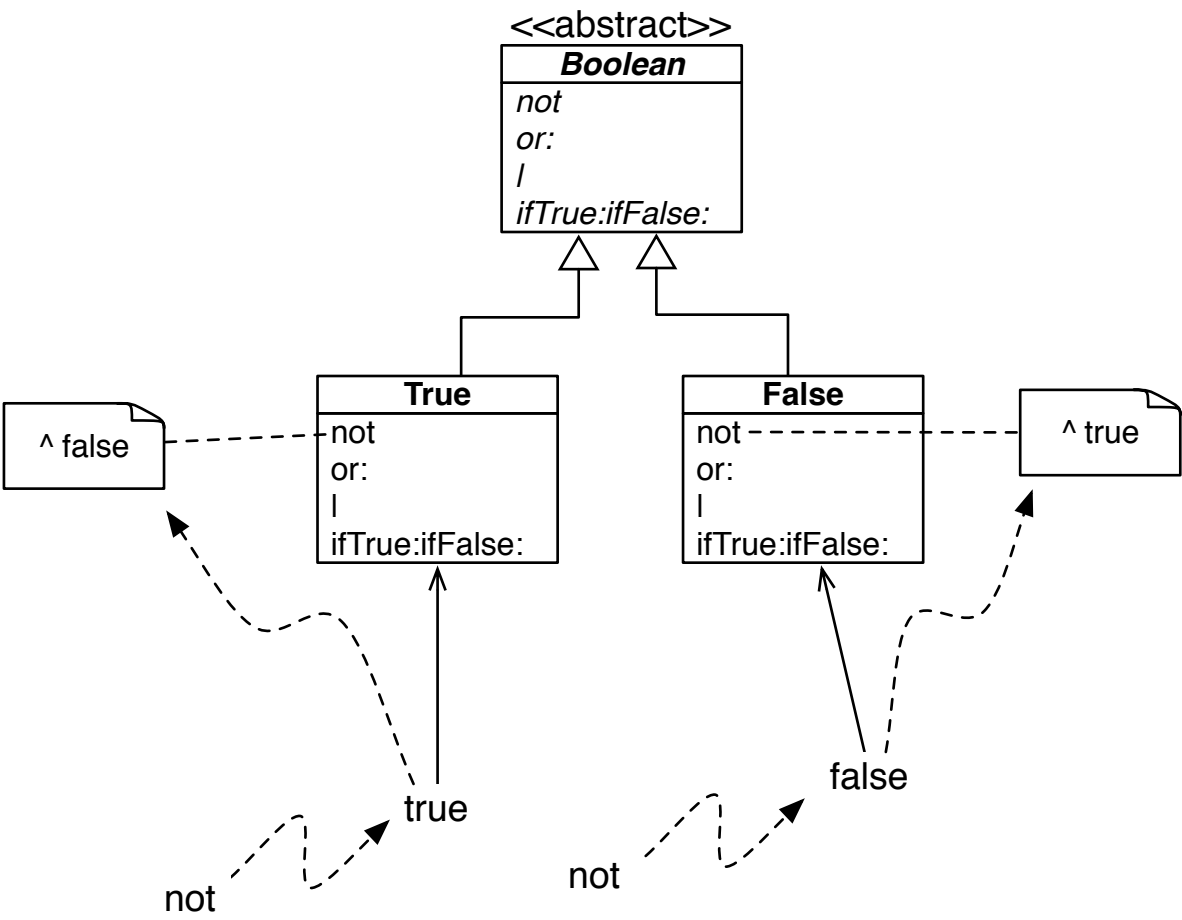 <<abstract>>
Boolean
not
or:
|
ifTrue:ifFalse:
True
not
or:
|
ifTrue:ifFalse:
^ false
False
not
or:
|
ifTrue:ifFalse:
^ true
true
not
false
not